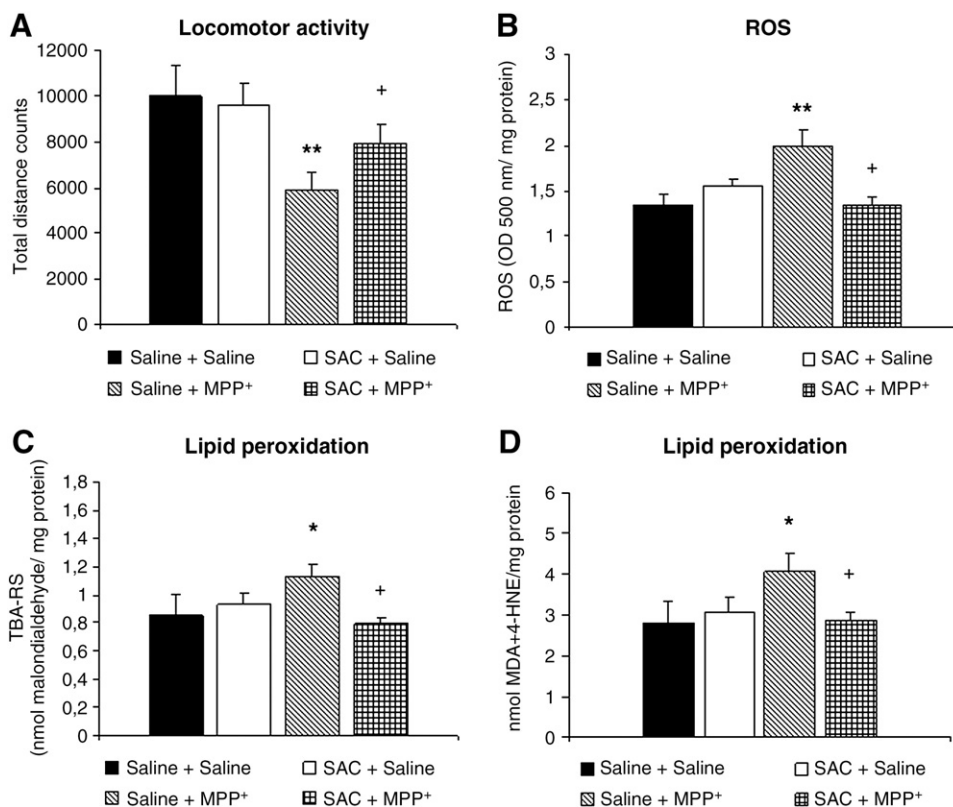 A
Locomotor activity
Total distance counts
12000
10000
8000
6000
4000
2000
0
**
+
Saline + Saline
SAC + Saline
Saline + MPP+
SAC + MPP+
B
ROS
ROS (OD 500 nm/ mg protein)
3
2,5
2
1,5
1
0,5
0
**
+
Saline + Saline
SAC + Saline
Saline + MPP+
SAC + MPP+
C
Lipid peroxidation
TBA-RS
(nmol malondialdehyde/ mg protein)
1,8
1,6
1,4
1,2
1
0,8
0,6
0,4
0,2
0
*
+
Saline + Saline
SAC + Saline
Saline + MPP+
SAC + MPP+
D
Lipid peroxidation
nmol MDA+4-HNE/mg protein
6
5
4
3
2
1
0
*
+
Saline + Saline
SAC + Saline
Saline + MPP+
SAC + MPP+